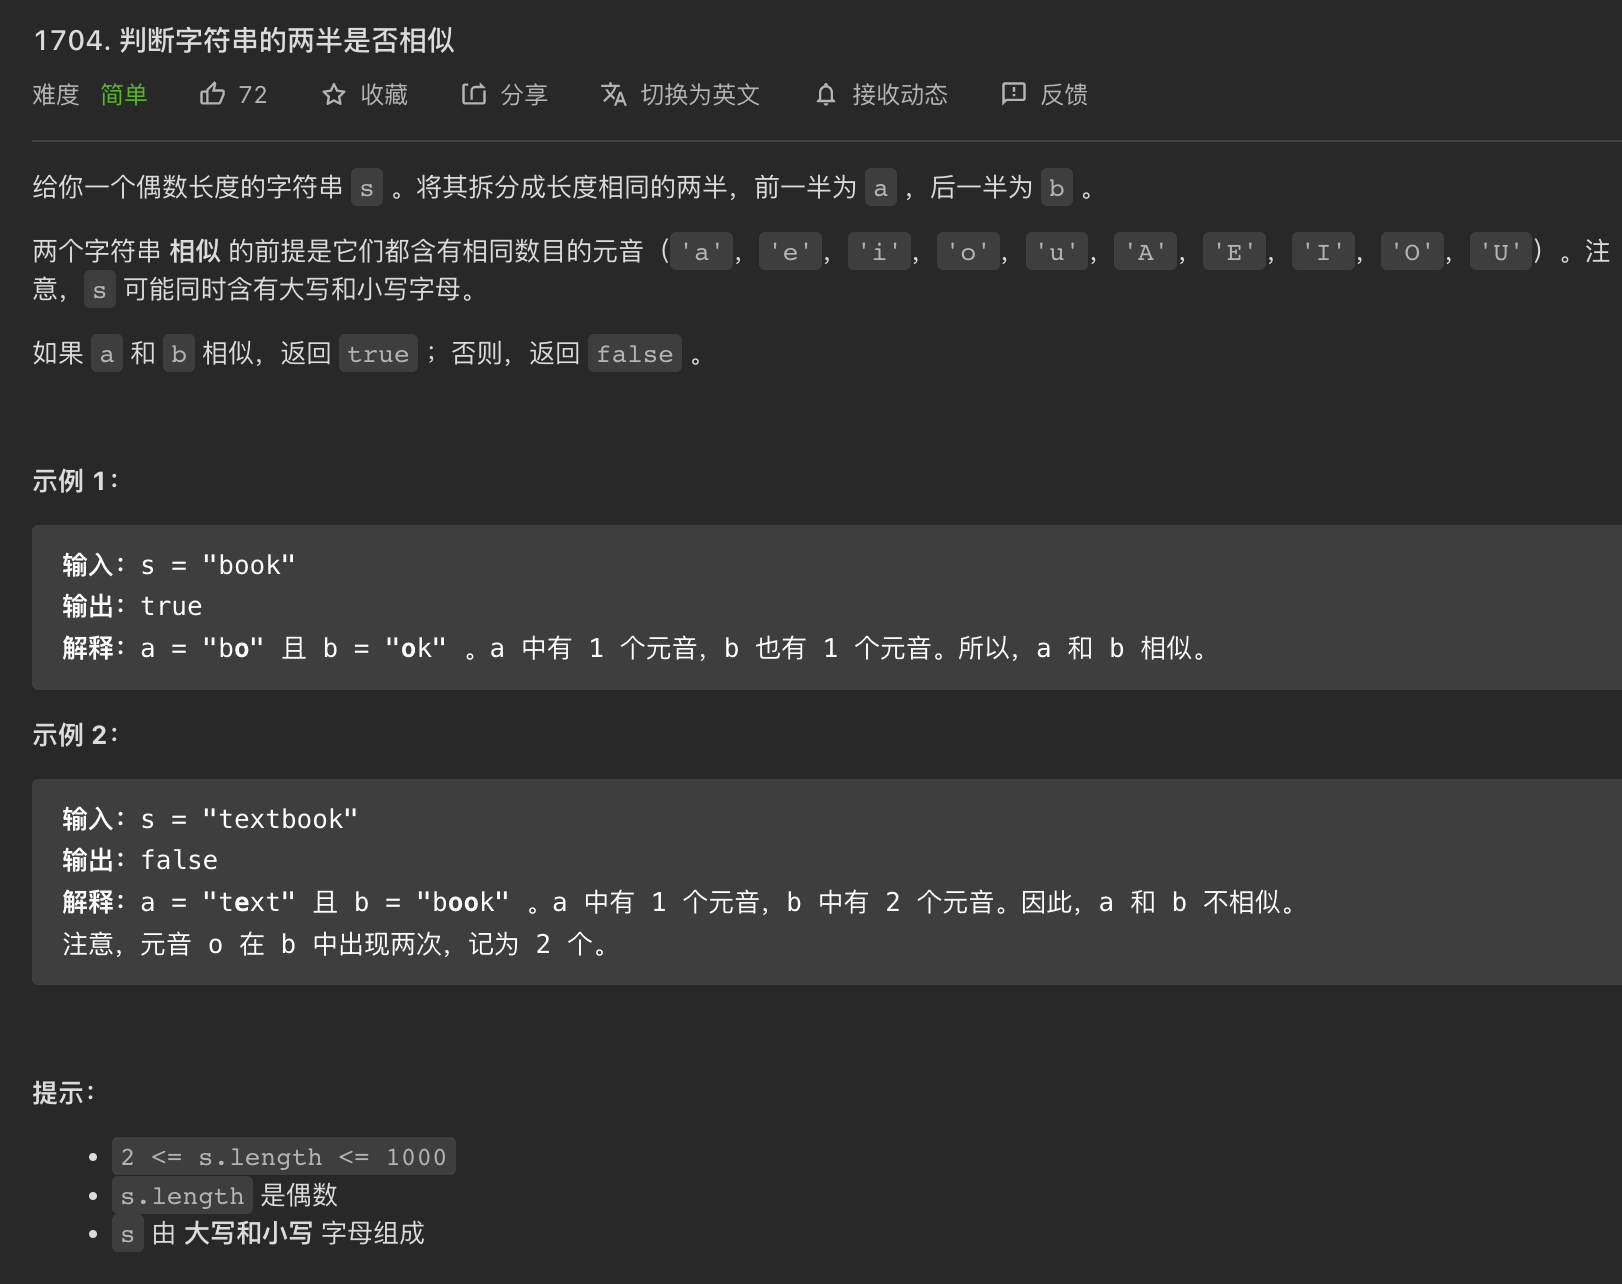 1704. 判断字符串的两半是否相似
难度 简单 72 收藏 分享 切换为英文 接收动态 反馈
给你一个偶数长度的字符串 s 。将其拆分成长度相同的两半，前一半为 a ，后一半为 b 。
两个字符串 相似 的前提是它们都含有相同数目的元音（'a'，'e'，'i'，'o'，'u'，'A'，'E'，'I'，'O'，'U'）。注
意，s 可能同时含有大写和小写字母。
如果 a 和 b 相似，返回 true ；否则，返回 false 。
示例 1：
输入：s = "book"
输出：true
解释：a = "bo" 且 b = "ok" 。a 中有 1 个元音，b 也有 1 个元音。所以，a 和 b 相似。
示例 2：
输入：s = "textbook"
输出：false
解释：a = "text" 且 b = "book" 。a 中有 1 个元音，b 中有 2 个元音。因此，a 和 b 不相似。
注意，元音 o 在 b 中出现两次，记为 2 个。
提示：
• 2 <= s.length <= 1000
• s.length 是偶数
• s 由 大写和小写 字母组成